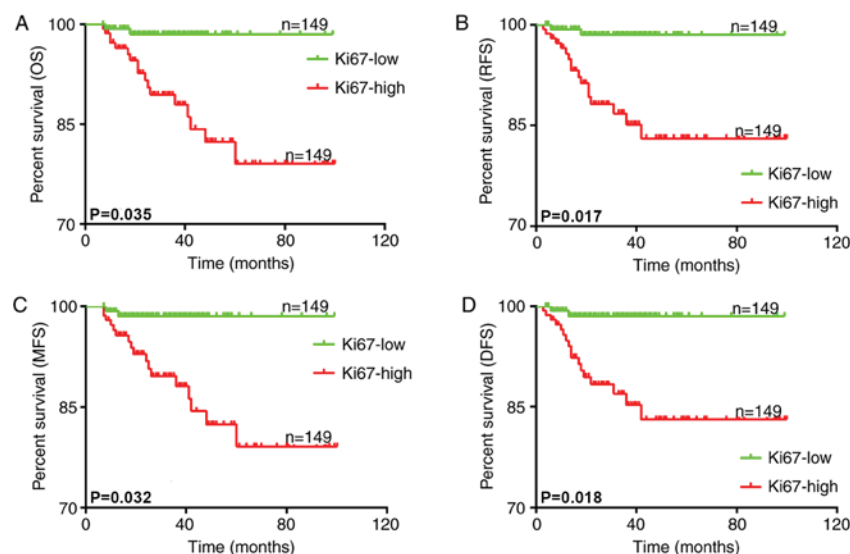 A
Percent survival (OS)
100
85
70
n=149
Ki67-low
Ki67-high
n=149
P=0.035
0
40
80
120
Time (months)
B
Percent survival (RFS)
100
85
70
n=149
n=149
Ki67-low
Ki67-high
P=0.017
0
40
80
120
Time (months)
C
Percent survival (MFS)
100
85
70
n=149
Ki67-low
Ki67-high
n=149
P=0.032
0
40
80
120
Time (months)
D
Percent survival (DFS)
100
85
70
n=149
n=149
Ki67-low
Ki67-high
P=0.018
0
40
80
120
Time (months)